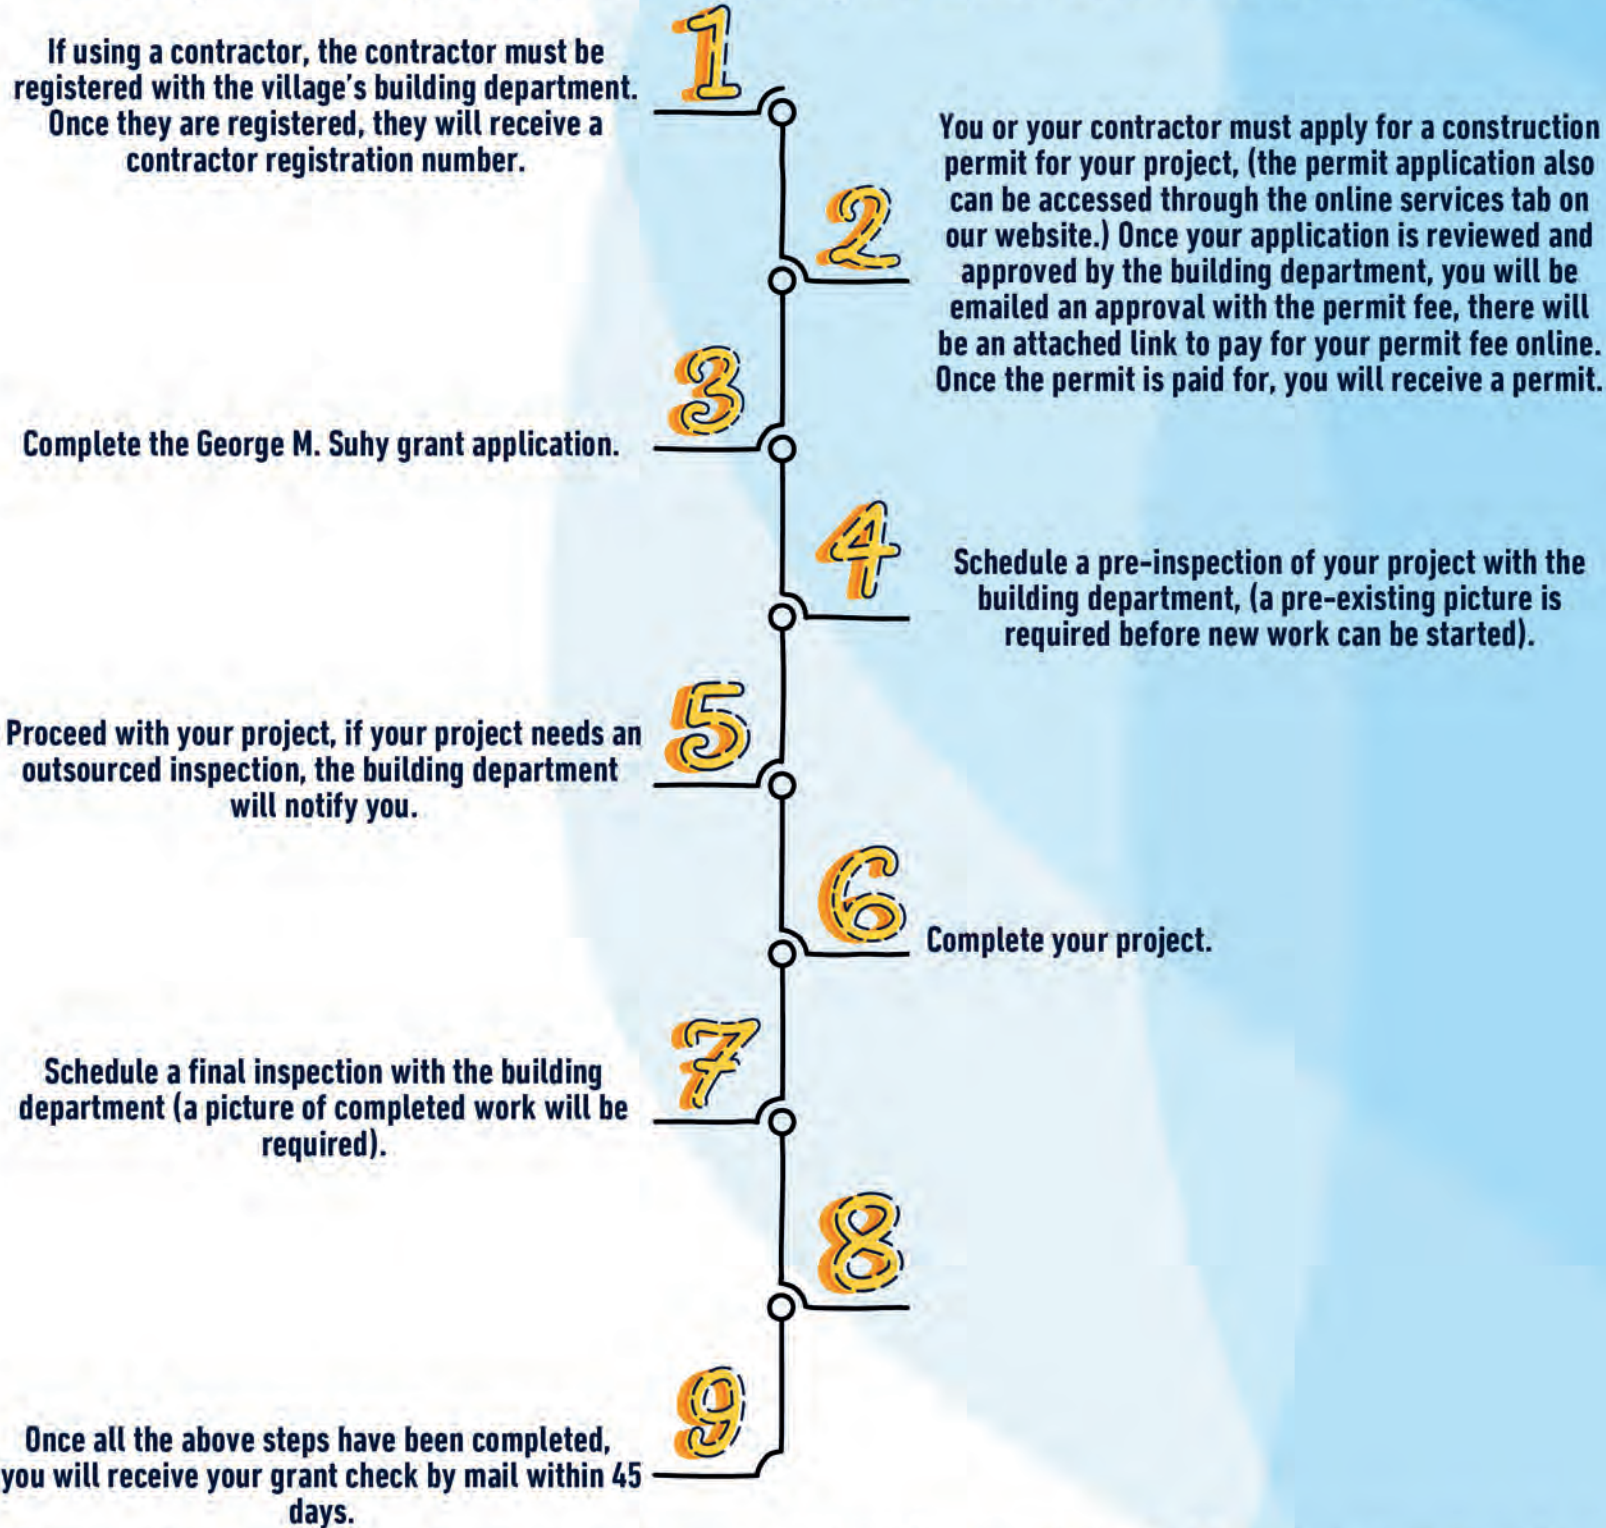 1
If using a contractor, the contractor must be
registered with the village's building department.
Once they are registered, they will receive a
contractor registration number.
2
You or your contractor must apply for a construction
permit for your project, (the permit application also
can be accessed through the online services tab on
our website.) Once your application is reviewed and
approved by the building department, you will be
emailed an approval with the permit fee, there will
be an attached link to pay for your permit fee online.
Once the permit is paid for, you will receive a permit.
3
Complete the George M. Suhy grant application.
4
Schedule a pre-inspection of your project with the
building department, (a pre-existing picture is
required before new work can be started).
5
Proceed with your project, if your project needs an
outsourced inspection, the building department
will notify you.
6
Complete your project.
7
Schedule a final inspection with the building
department (a picture of completed work will be
required).
8
9
Once all the above steps have been completed,
you will receive your grant check by mail within 45
days.